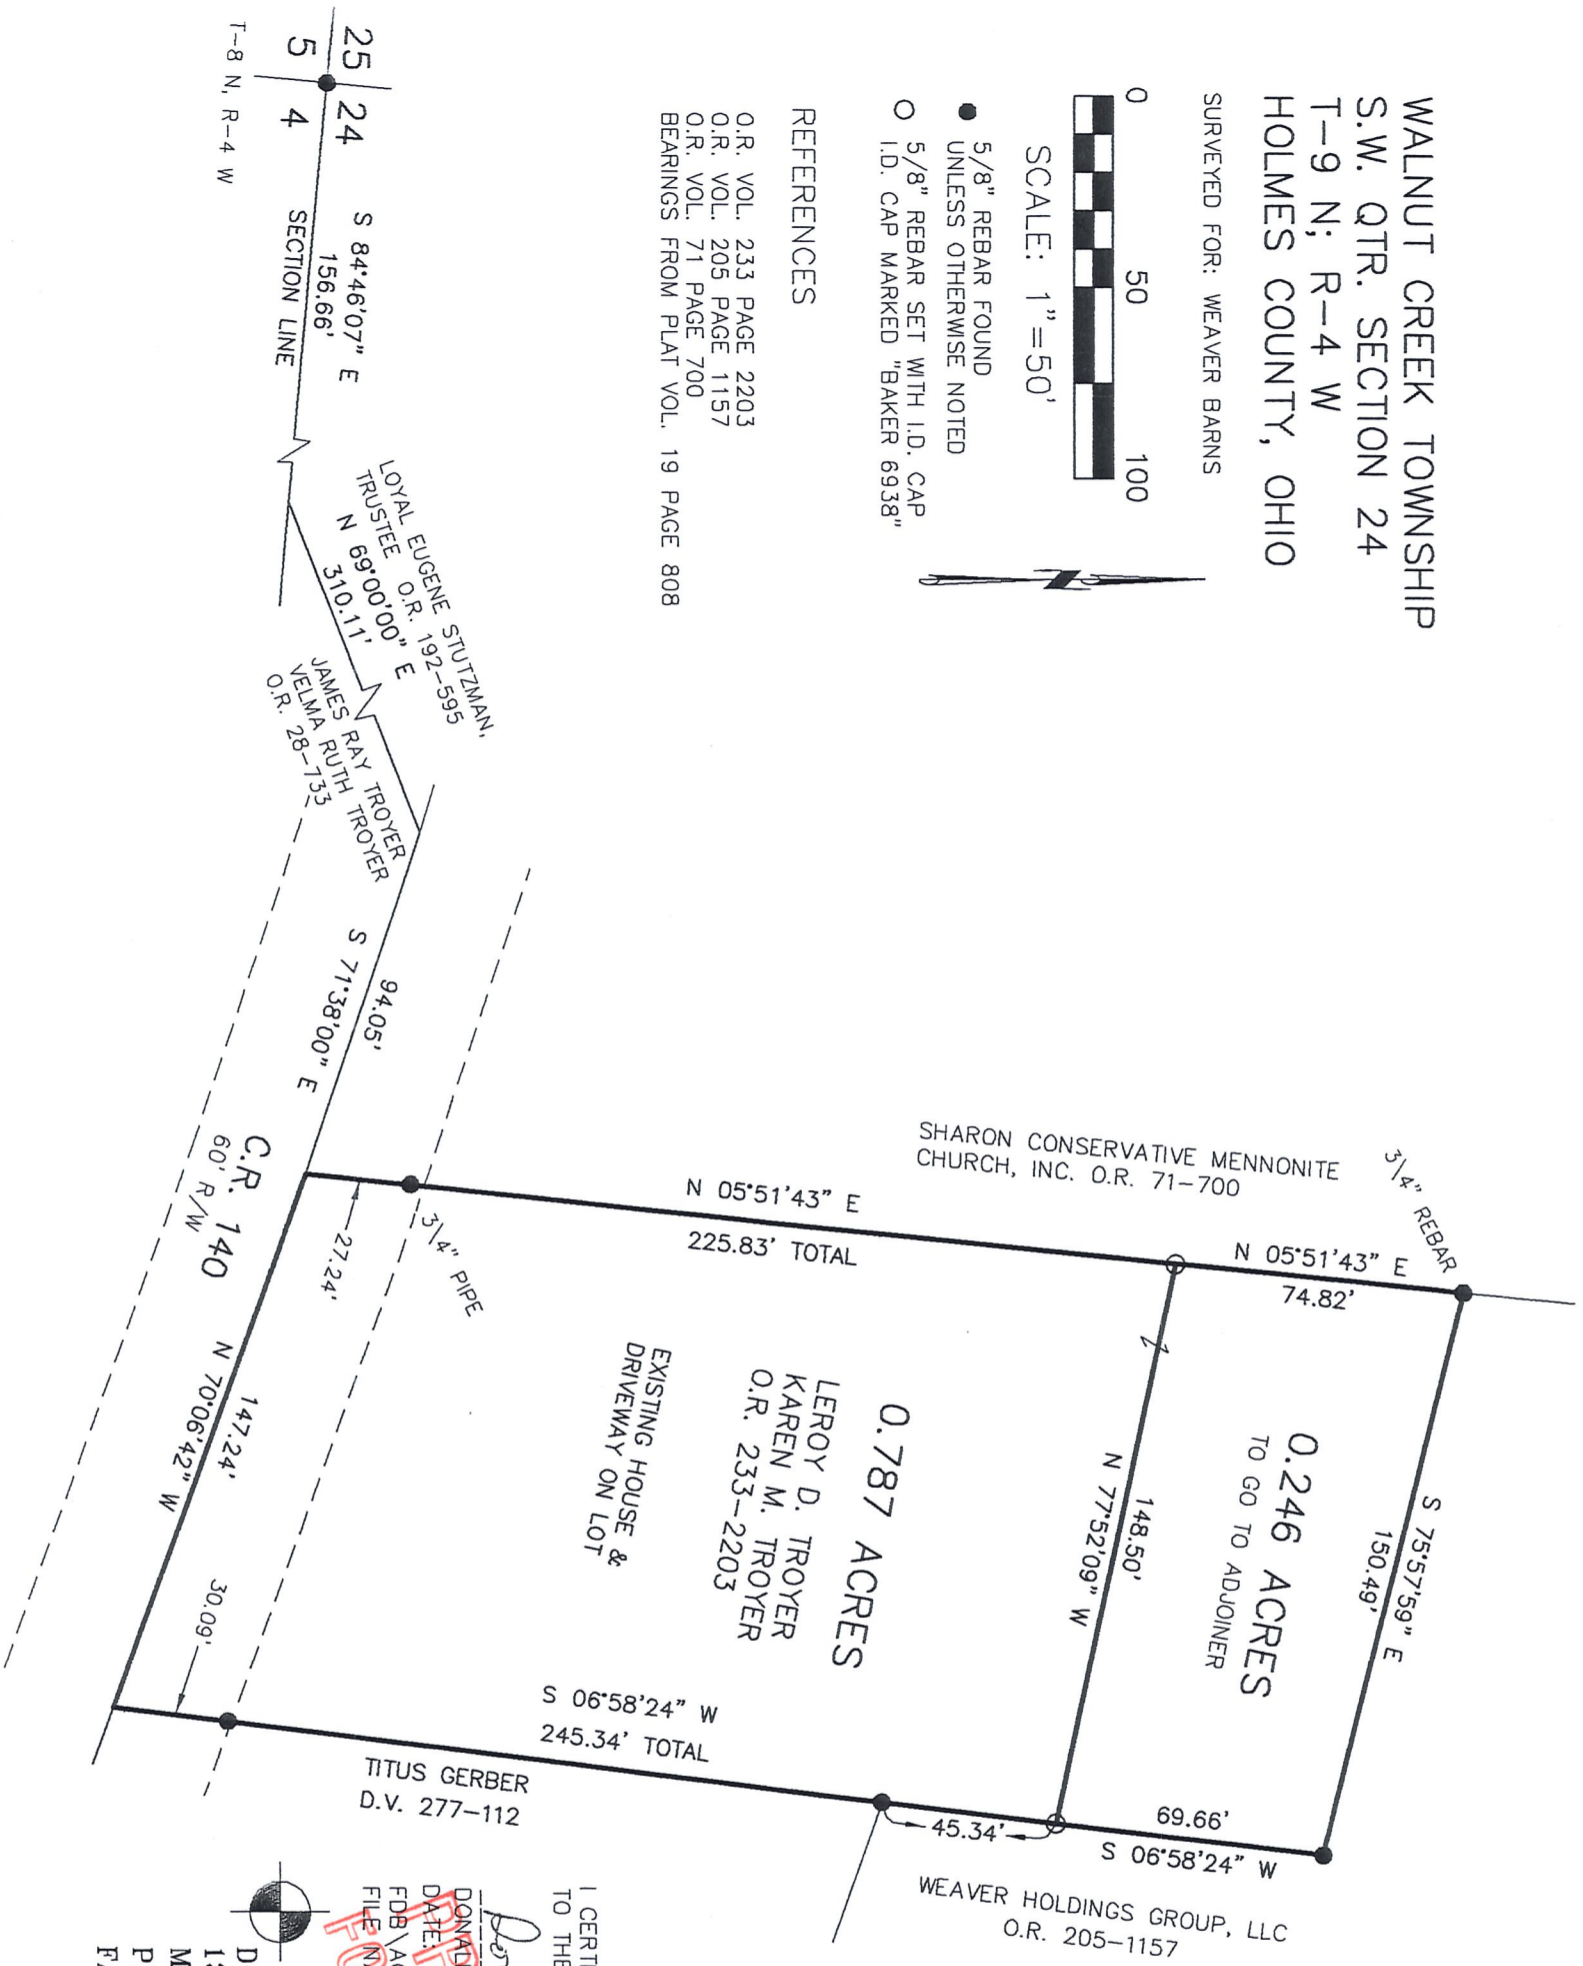 WALNUT CREEK TOWNSHIP
S.W. QTR. SECTION 24
T-9 N; R-4 W
HOLMES COUNTY, OHIO
SURVEYED FOR: WEAVER BARNS
0 50 100
SCALE: 1"=50'
5/8" REBAR FOUND
UNLESS OTHERWISE NOTED
5/8" REBAR SET WITH I.D. CAP
I.D. CAP MARKED "BAKER 6938"
REFERENCES
O.R. VOL. 233 PAGE 2203
O.R. VOL. 205 PAGE 1157
O.R. VOL. 71 PAGE 700
BEARINGS FROM PLAT VOL. 19 PAGE 808
25 24
5 4
T-8 N, R-4 W
S 84°46'07" E
156.66'
SECTION LINE
LOYAL EUGENE STUTZMAN,
TRUSTEE O.R. 192-595
N 69°00'00" E
310.11'
JAMES RAY TROYER
VELMA RUTH TROYER
O.R. 28-733
94.05'
S 71°38'00" E
C.R. 140
60' R/W
SHARON CONSERVATIVE MENNONITE
CHURCH, INC. O.R. 71-700
3\4" REBAR
N 05°51'43" E
74.82'
N 05°51'43" E
225.83' TOTAL
3\4" PIPE
27.24'
S 75°57'59" E
150.49'
0.246 ACRES
TO GO TO ADJOINER
148.50'
N 77°52'09" W
0.787 ACRES
LEROY D. TROYER
KAREN M. TROYER
O.R. 233-2203
EXISTING HOUSE &
DRIVEWAY ON LOT
147.24'
N 70°06'42" W
30.09'
S 06°58'24" W
245.34' TOTAL
TITUS GERBER
D.V. 277-112
45.34'
69.66'
S 06°58'24" W
WEAVER HOLDINGS GROUP, LLC
O.R. 205-1157
I CERT
TO THE
DONAL
DATE:
FDB\AC
FILE N
D
M
P